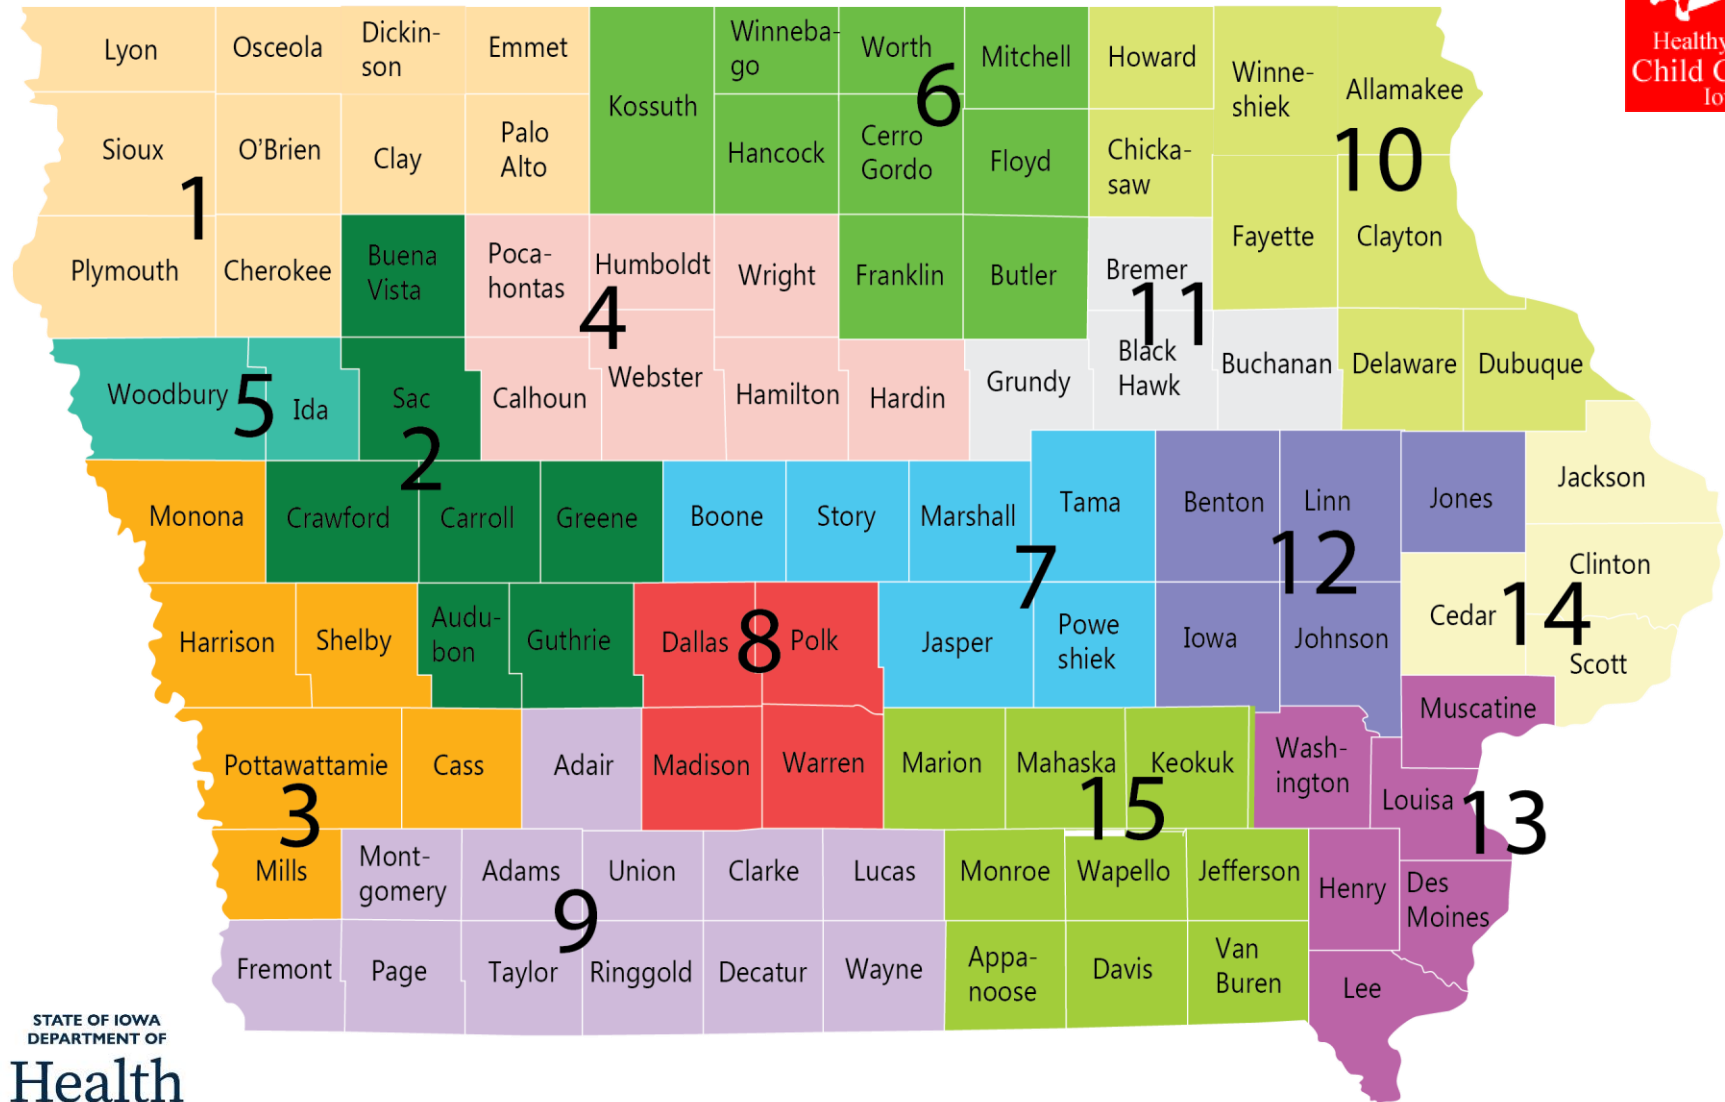 Lyon
Osceola
Dickin-
son
Emmet
Kossuth
Winneba-
go
Worth
Mitchell
Howard
Winne-
shiek
Allamakee
Healthy
Child
Sioux
O'Brien
Clay
Palo
Alto
Hancock
Cerro
Gordo
6
Floyd
Chicka-
saw
10
1
Plymouth
Cherokee
Buena
Vista
Poca-
hontas
Humboldt
4
Wright
Franklin
Butler
Bremer
11
Fayette
Clayton
Woodbury
5
Ida
Sac
2
Calhoun
Webster
Hamilton
Hardin
Grundy
Black
Hawk
Buchanan
Delaware
Dubuque
Monona
Crawford
Carroll
Greene
Boone
Story
Marshall
Tama
7
Benton
Linn
12
Jones
Jackson
Clinton
Harrison
Shelby
Audu-
bon
Guthrie
Dallas
8
Polk
Jasper
Powe
shiek
Iowa
Johnson
Cedar
14
Scott
Muscatine
Pottawattamie
3
Cass
Adair
Madison
Warren
Marion
Mahaska
15
Keokuk
Wash-
ington
Louisa
13
Mills
Mont-
gomery
Adams
9
Union
Clarke
Lucas
Monroe
Wapello
Jefferson
Henry
Des
Moines
Fremont
Page
Taylor
Ringgold
Decatur
Wayne
Appa-
noose
Davis
Van
Buren
Lee
STATE OF IOWA
DEPARTMENT OF
Health